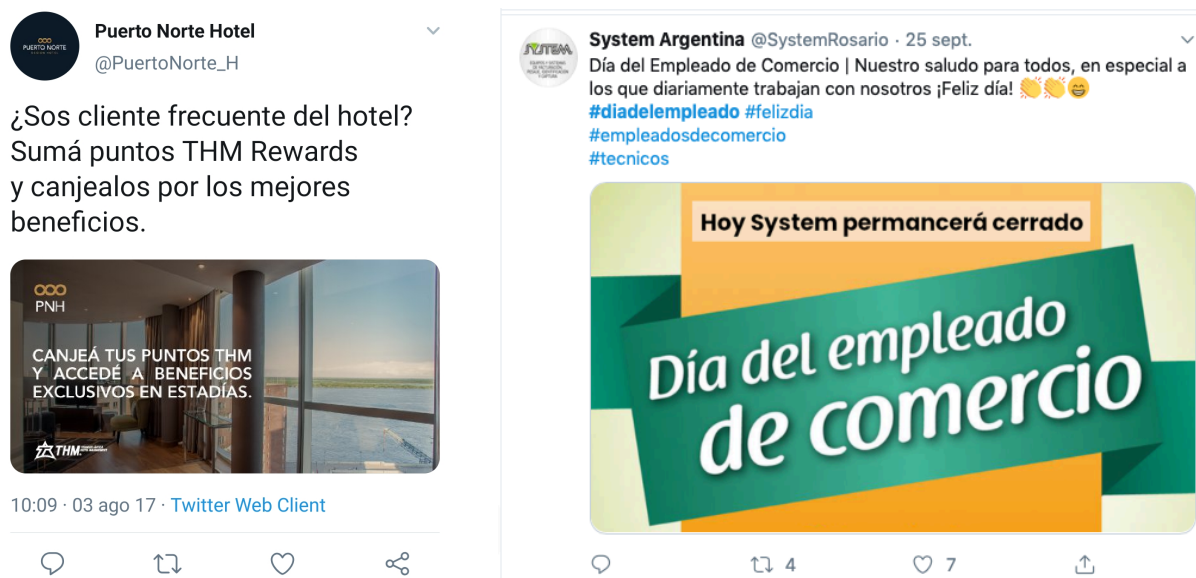 PUERTO NORTE
Puerto Norte Hotel
@PuertoNorte_H
¿Sos cliente frecuente del hotel?
Sumá puntos THM Rewards
y canjealos por los mejores
beneficios.
PNH
CANJEÁ TUS PUNTOS THM
Y ACCEDÉ A BENEFICIOS
EXCLUSIVOS EN ESTADÍAS.
THM
10:09 · 03 ago 17 · Twitter Web Client
SYSTEM
System Argentina @SystemRosario · 25 sept.
Día del Empleado de Comercio | Nuestro saludo para todos, en especial a
los que diariamente trabajan con nosotros ¡Feliz día! 👏👏😁
#diadelempleado #felizdia
#empleadosdecomercio
#tecnicos
Hoy System permancerá cerrado
Día del empleado
de comercio
4 7